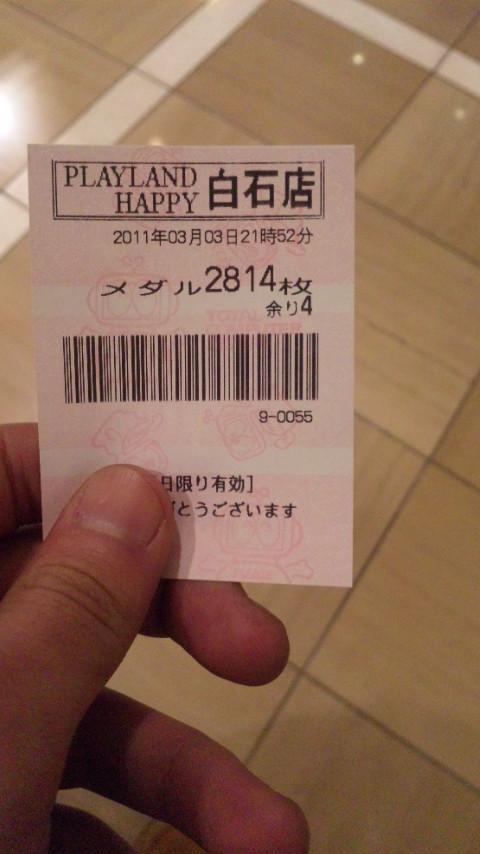 PLAYLAND
HAPPY 白石店
2011年03月03日21時52分
メダル2814枚
余り4
9-0055
日限り有効]
とうございます